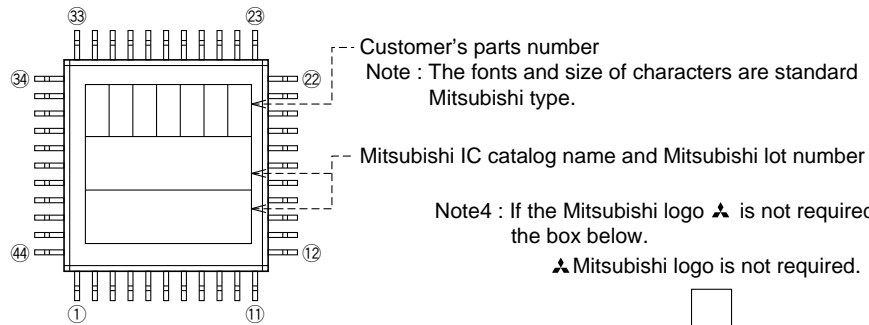 ㉝ ㉓
Customer's parts number
Note : The fonts and size of characters are standard
Mitsubishi type.
㉞ ㉒
Mitsubishi IC catalog name and Mitsubishi lot number
Note4 : If the Mitsubishi logo is not required
the box below.
Mitsubishi logo is not required.
㊹ ⑫
① ⑪